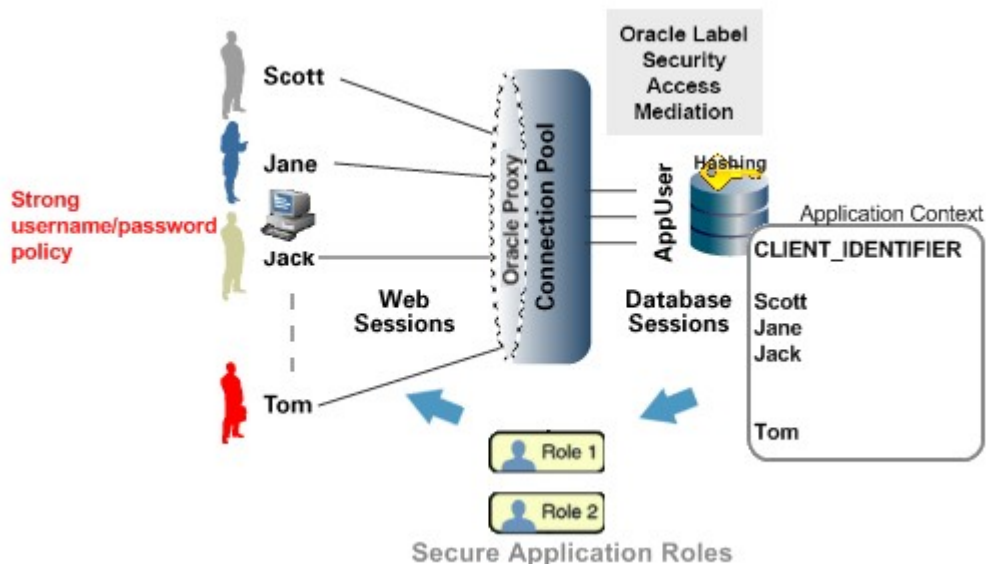 Oracle Label
Security
Access
Mediation
Scott
Jane
Strong
username/password
policy
Jack
Tom
Web
Sessions
Oracle Proxy
Connection Pool
AppUser
Hashing
Database
Sessions
Application Context
CLIENT_IDENTIFIER
Scott
Jane
Jack
Tom
Role 1
Role 2
Secure Application Roles